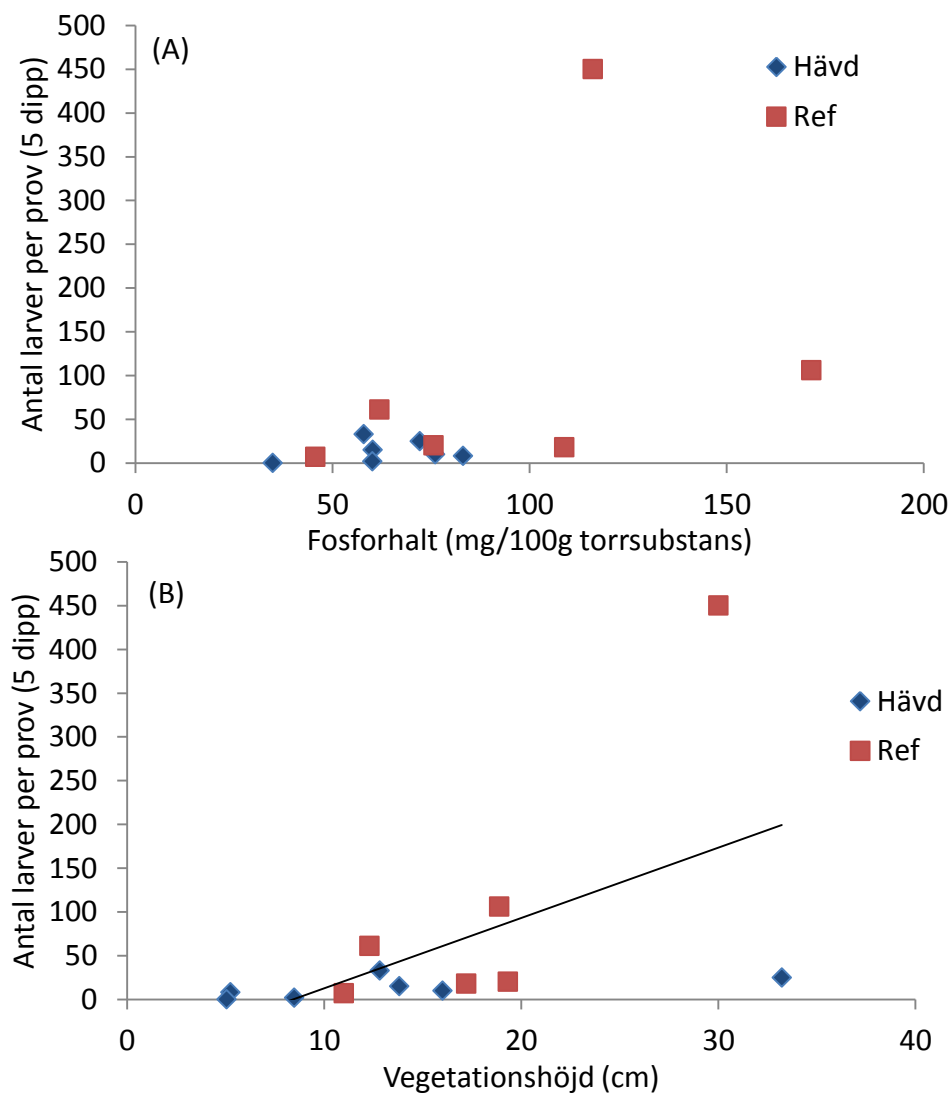 (A)
Hävd
Ref
Antal larver per prov (5 dipp)
500
450
400
350
300
250
200
150
100
50
0
0 50 100 150 200
Fosforhalt (mg/100g torrsubstans)
(B)
Hävd
Ref
Antal larver per prov (5 dipp)
500
450
400
350
300
250
200
150
100
50
0
0 10 20 30 40
Vegetationshöjd (cm)